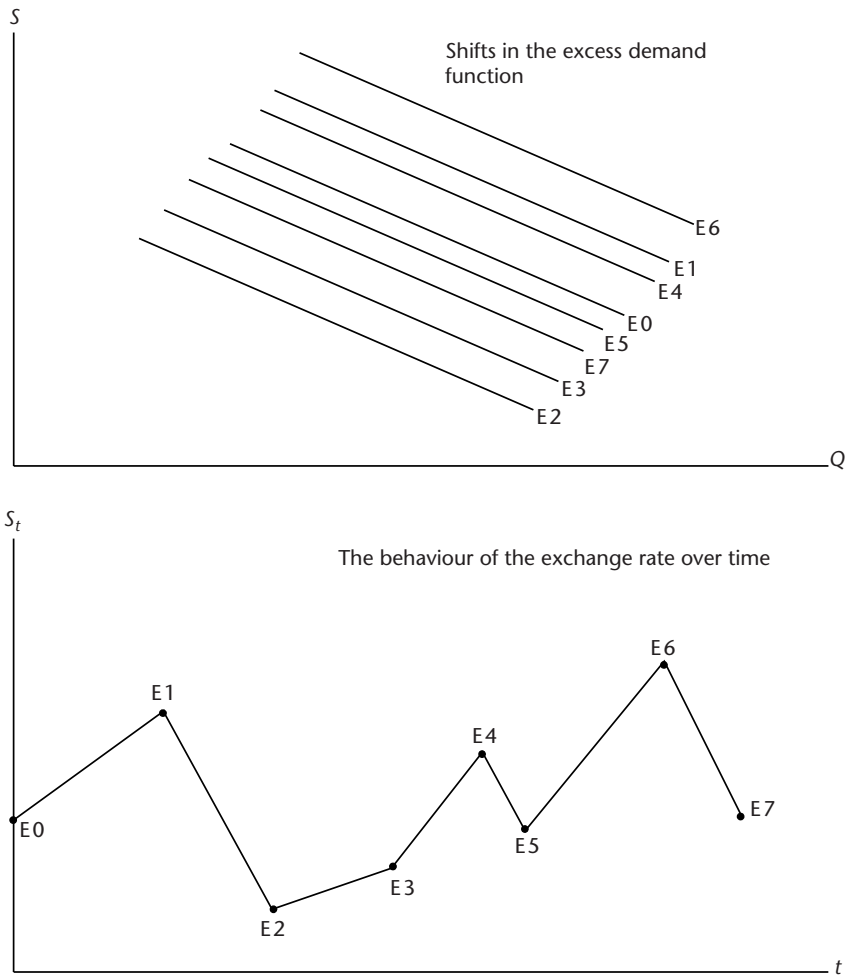 S
Shifts in the excess demand
function
E6
E1
E4
E0
E5
E7
E3
E2
Q
S_t
The behaviour of the exchange rate over time
E6
E1
E4
E7
E0
E5
E3
E2
t